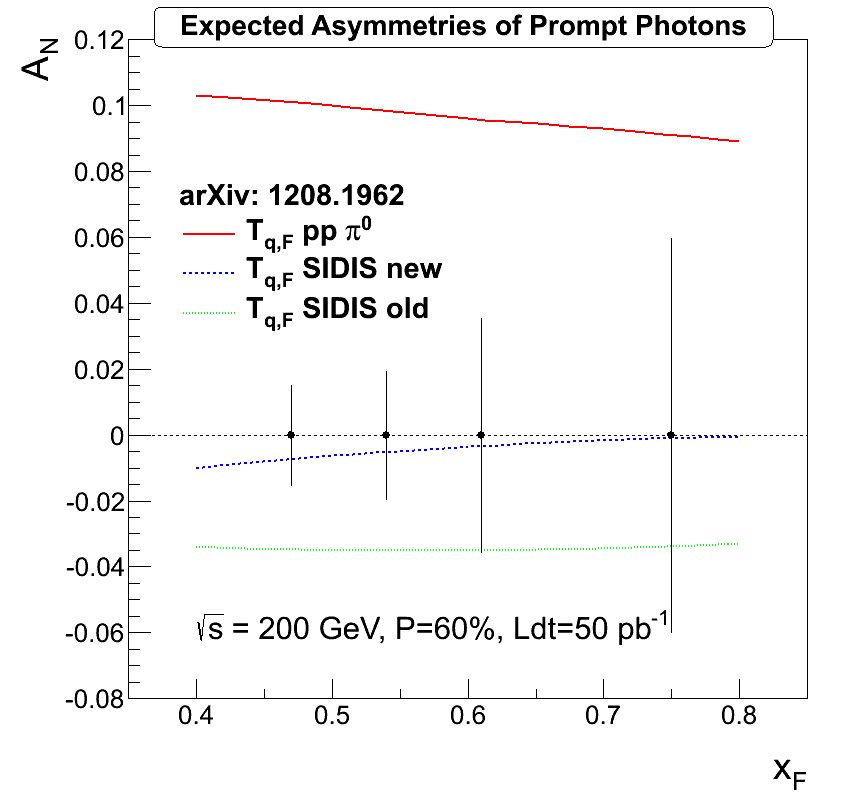 Expected Asymmetries of Prompt Photons
A_N
0.12
0.1
0.08
0.06
0.04
0.02
0
-0.02
-0.04
-0.06
-0.08
arXiv: 1208.1962
T_q,F pp π^0
T_q,F SIDIS new
T_q,F SIDIS old
√s = 200 GeV, P=60%, Ldt=50 pb^-1
0.4 0.5 0.6 0.7 0.8
x_F